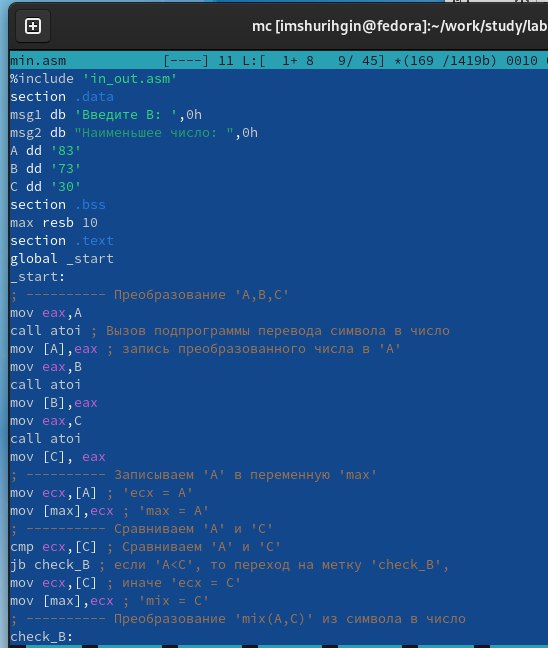 mc [imshurihgin@fedora]:~/work/study/lab
min.asm [----] 11 L:[ 1+ 8 9/ 45] *(169 /1419b) 0010
%include 'in_out.asm'
section .data
msg1 db 'Введите B: ',0h
msg2 db "Наименьшее число: ",0h
A dd '83'
B dd '73'
C dd '30'
section .bss
max resb 10
section .text
global _start
_start:
; ---------- Преобразование 'A,B,C'
mov eax,A
call atoi ; Вызов подпрограммы перевода символа в число
mov [A],eax ; запись преобразованного числа в 'A'
mov eax,B
call atoi
mov [B],eax
mov eax,C
call atoi
mov [C], eax
; ---------- Записываем 'A' в переменную 'max'
mov ecx,[A] ; 'ecx = A'
mov [max],ecx ; 'max = A'
; ---------- Сравниваем 'A' и 'C'
cmp ecx,[C] ; Сравниваем 'A' и 'C'
jb check_B ; если 'A<C', то переход на метку 'check_B',
mov ecx,[C] ; иначе 'ecx = C'
mov [max],ecx ; 'mix = C'
; ---------- Преобразование 'mix(A,C)' из символа в число
check_B: